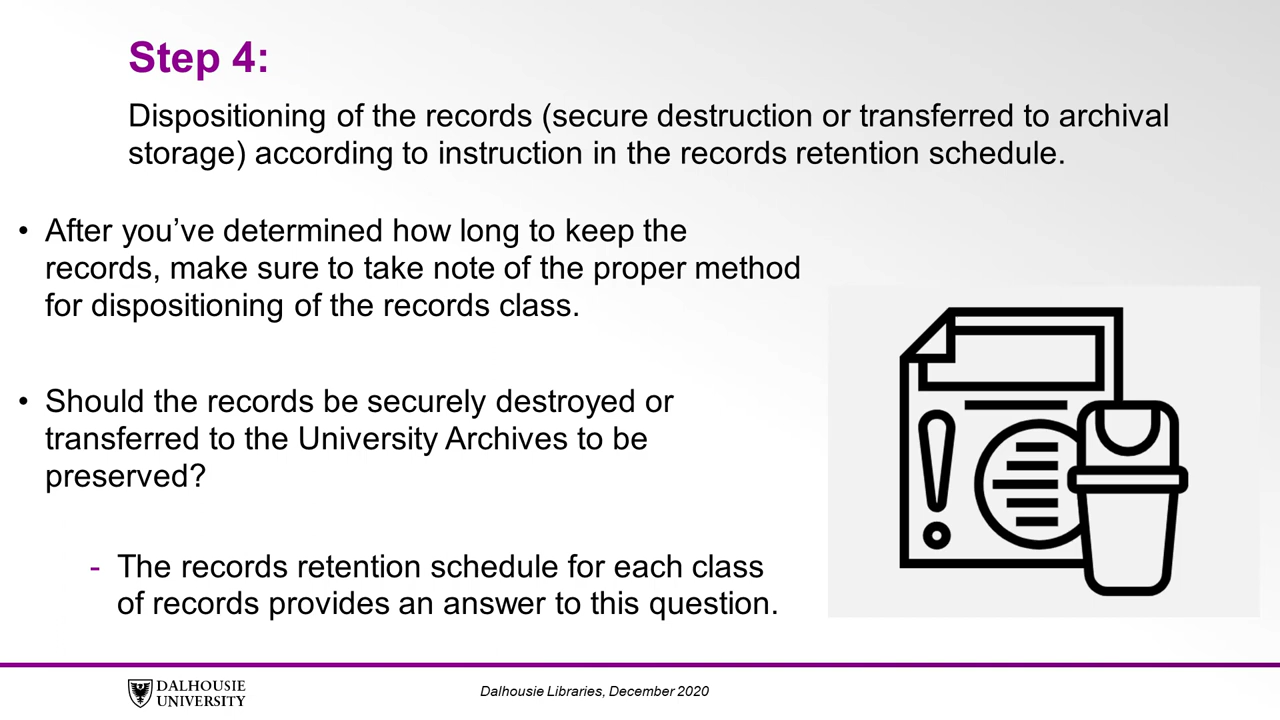 Step 4:
Dispositioning of the records (secure destruction or transferred to archival
storage) according to instruction in the records retention schedule.
• After you’ve determined how long to keep the
records, make sure to take note of the proper method
for dispositioning of the records class.
• Should the records be securely destroyed or
transferred to the University Archives to be
preserved?
- The records retention schedule for each class
of records provides an answer to this question.
DALHOUSIE
UNIVERSITY
Dalhousie Libraries, December 2020